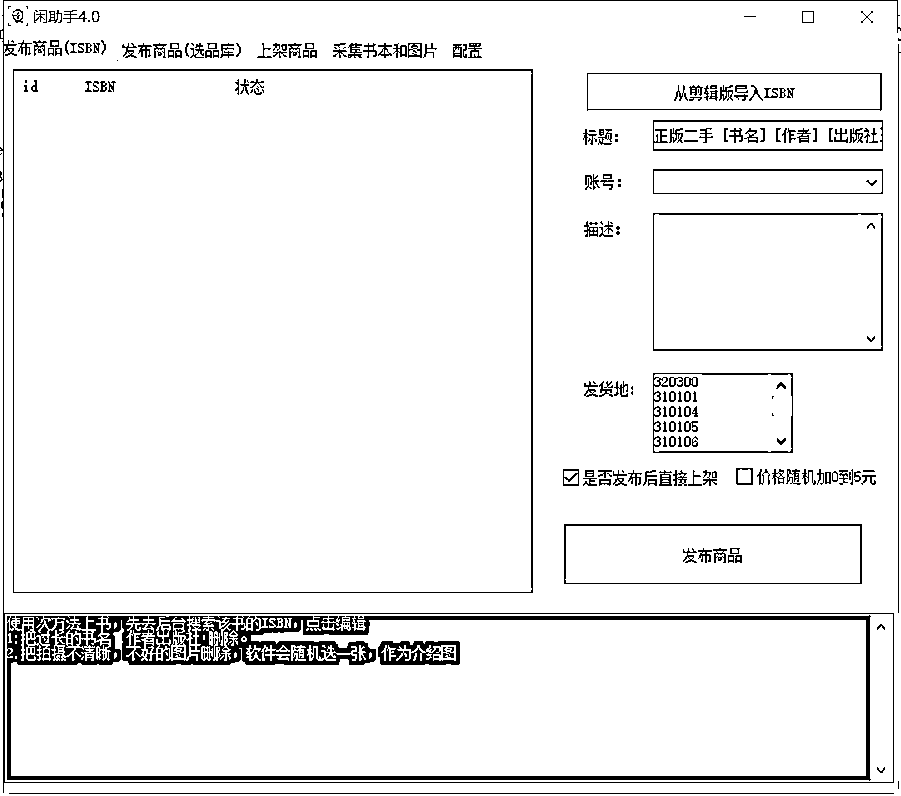 闲助手4.0
发布商品(ISBN) 发布商品(选品库) 上架商品 采集书本和图片 配置
id ISBN 状态
从剪辑版导入ISBN
标题: 正版二手 [书名] [作者] [出版社]
账号:
描述:
发货地: 320300
310101
310104
310105
310106
是否发布后直接上架 价格随机加0到5元
发布商品
使用次方法上书，先去后台搜索该书的ISBN，点击编辑
1.把过长的书名，作者出版社 删除。
2.把拍摄不清晰，不好的图片删除，软件会随机选一张，作为介绍图